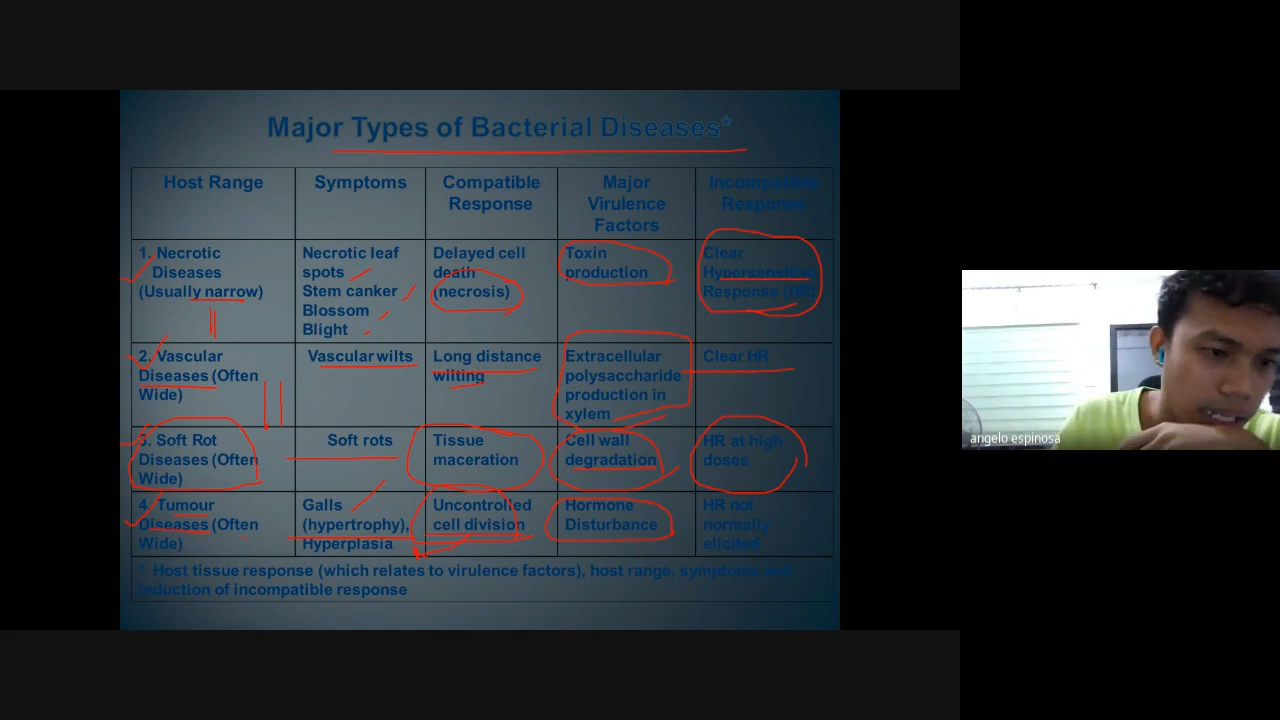 Major Types of Bacterial Diseases*
Host Range
Symptoms
Compatible
Response
Major
Virulence
Factors
Incompatible
Response
1. Necrotic
Diseases
(Usually narrow)
Necrotic leaf
spots
Stem canker
Blossom
Blight
Delayed cell
death
(necrosis)
Toxin
production
Clear
Hypersensitive
Response (HR)
2. Vascular
Diseases (Often
Wide)
Vascular wilts
Long distance
wilting
Extracellular
polysaccharide
production in
xylem
Clear HR
3. Soft Rot
Diseases (Often
Wide)
Soft rots
Tissue
maceration
Cell wall
degradation
HR at high
doses
4. Tumour
Diseases (Often
Wide)
Galls
(hypertrophy),
Hyperplasia
Uncontrolled
cell division
Hormone
Disturbance
HR not
normally
elicited
* Host tissue response (which relates to virulence factors), host range, symptoms and
induction of incompatible response
angelo espinosa